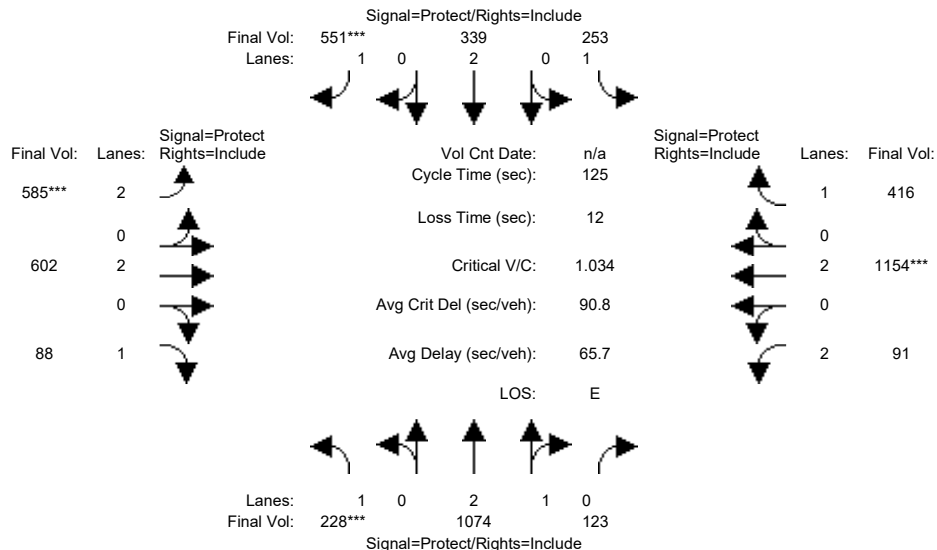 Signal=Protect/Rights=Include
Final Vol: 551*** 339 253
Lanes: 1 0 2 0 1
Signal=Protect Signal=Protect
Final Vol: Lanes: Rights=Include Vol Cnt Date: n/a Rights=Include Lanes: Final Vol:
Cycle Time (sec): 125
585*** 2 1 416
Loss Time (sec): 12
0 0
602 2 Critical V/C: 1.034 2 1154***
0 Avg Crit Del (sec/veh): 90.8 0
88 1 Avg Delay (sec/veh): 65.7 2 91
LOS: E
Lanes: 1 0 2 1 0
Final Vol: 228*** 1074 123
Signal=Protect/Rights=Include